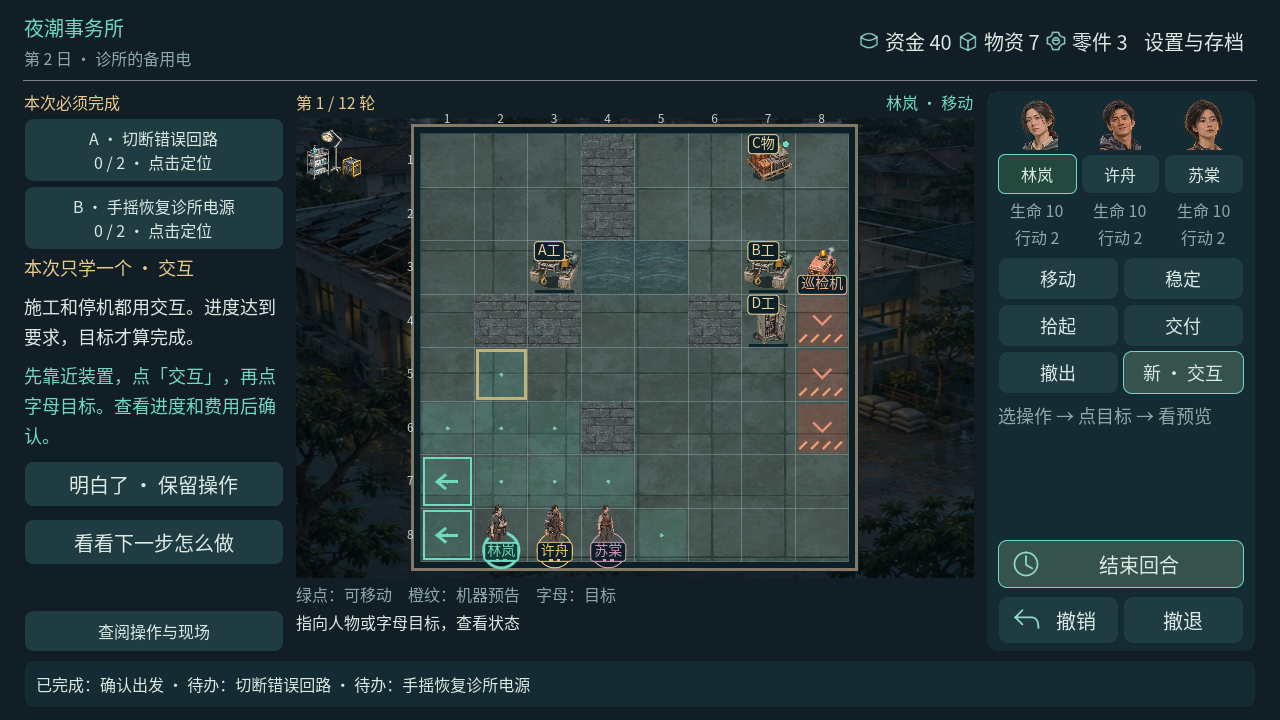 夜潮事务所
第 2 日 · 诊所的备用电
资金 40 物资 7 零件 3 设置与存档
本次必须完成
A · 切断错误回路
0 / 2 · 点击定位
B · 手摇恢复诊所电源
0 / 2 · 点击定位
本次只学一个 · 交互
施工和停机都用交互。进度达到
要求，目标才算完成。
先靠近装置，点「交互」，再点
字母目标。查看进度和费用后确
认。
明白了 · 保留操作
看看下一步怎么做
查阅操作与现场
第 1 / 12 轮
林岚 · 移动
1 2 3 4 5 6 7 8
1
C物
2
3
A工
B工
巡检机
4
D工
5
6
7
8
林岚 许舟 苏棠
绿点：可移动 橙纹：机器预告 字母：目标
指向人物或字母目标，查看状态
林岚 许舟 苏棠
生命 10 生命 10 生命 10
行动 2 行动 2 行动 2
移动 稳定
拾起 交付
撤出 新 · 交互
选操作 → 点目标 → 看预览
结束回合
撤销 撤退
已完成：确认出发 · 待办：切断错误回路 · 待办：手摇恢复诊所电源